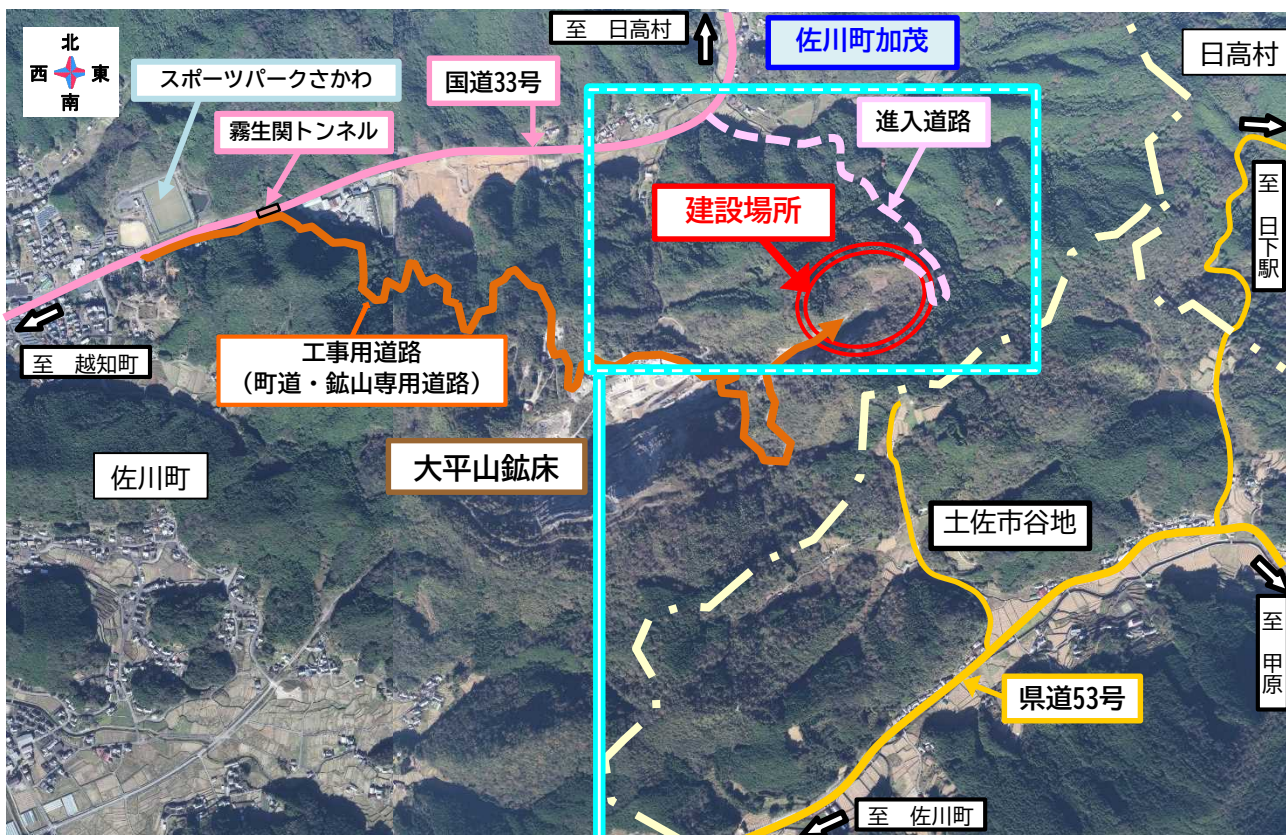 至 日高村
佐川町加茂
日高村
北
西 東
南
スポーツパークさかわ
国道33号
霧生関トンネル
進入道路
建設場所
至 日下駅
至 越知町
工事用道路
（町道・鉱山専用道路）
大平山鉱床
佐川町
土佐市谷地
至 甲原
県道53号
至 佐川町